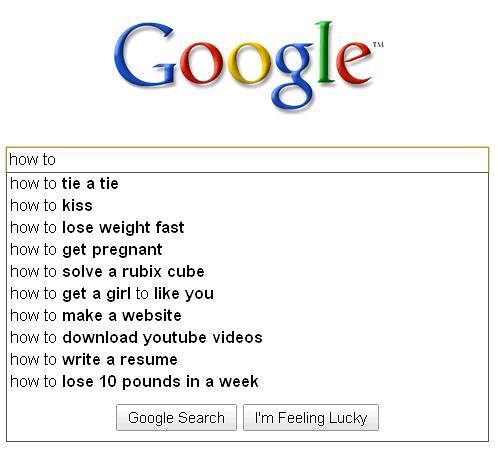 Google™
how to
how to tie a tie
how to kiss
how to lose weight fast
how to get pregnant
how to solve a rubix cube
how to get a girl to like you
how to make a website
how to download youtube videos
how to write a resume
how to lose 10 pounds in a week
Google Search I'm Feeling Lucky